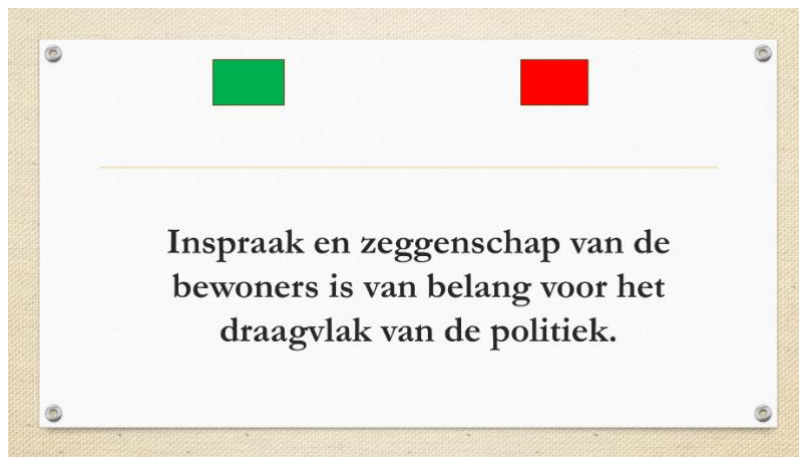 Inspraak en zeggenschap van de
bewoners is van belang voor het
draagvlak van de politiek.